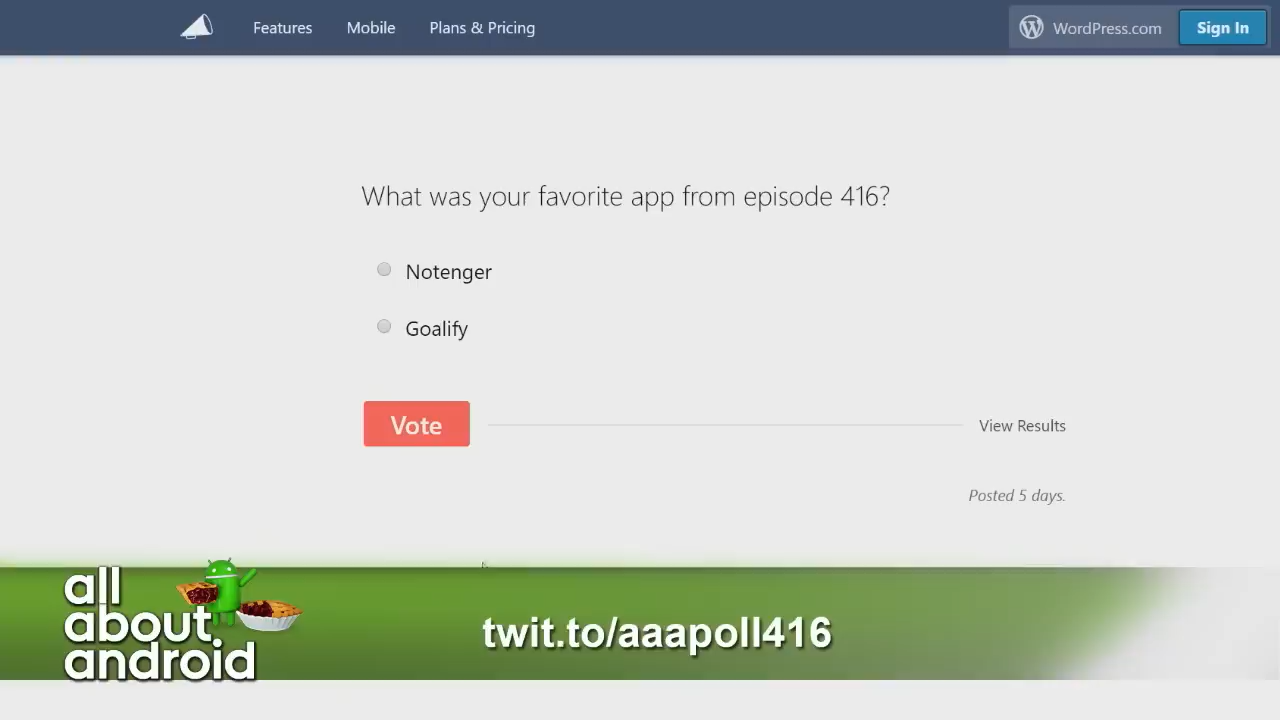 Features Mobile Plans & Pricing WordPress.com Sign In
What was your favorite app from episode 416?
Notenger
Goalify
Vote View Results
Posted 5 days.
all
about
android
twit.to/aaapoll416